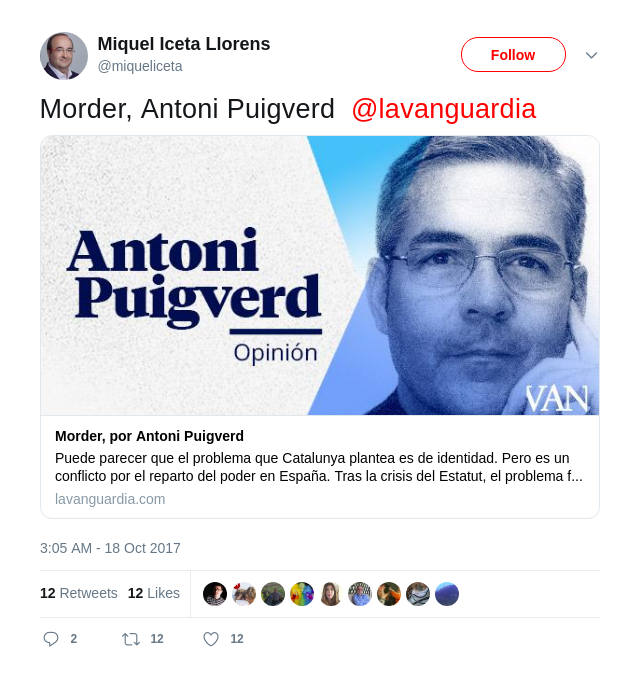 Miquel Iceta Llorens
@miqueliceta
Follow
Morder, Antoni Puigverd @lavanguardia
Antoni
Puigverd
Opinión
VAN
Morder, por Antoni Puigverd
Puede parecer que el problema que Catalunya plantea es de identidad. Pero es un
conflicto por el reparto del poder en España. Tras la crisis del Estatut, el problema f...
lavanguardia.com
3:05 AM - 18 Oct 2017
12 Retweets 12 Likes
2 12 12